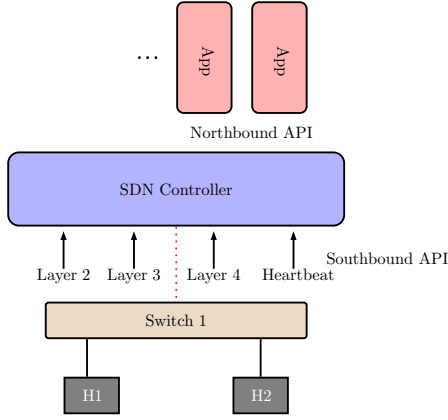 ...
App
App
Northbound API
SDN Controller
Southbound API
Layer 2
Layer 3
Layer 4
Heartbeat
Switch 1
H1
H2